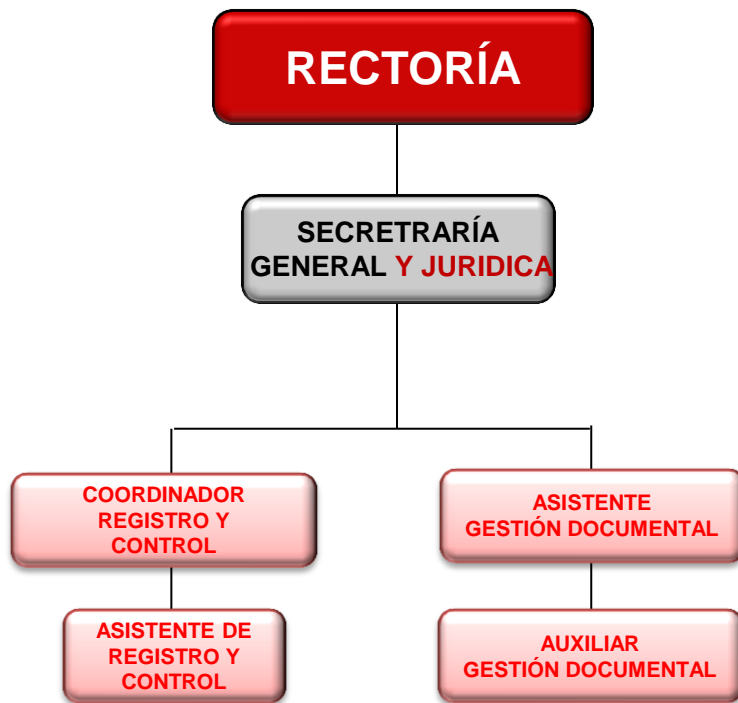 RECTORÍA
SECRETRARÍA
GENERAL Y JURIDICA
COORDINADOR
REGISTRO Y
CONTROL
ASISTENTE DE
REGISTRO Y
CONTROL
ASISTENTE
GESTIÓN DOCUMENTAL
AUXILIAR
GESTIÓN DOCUMENTAL